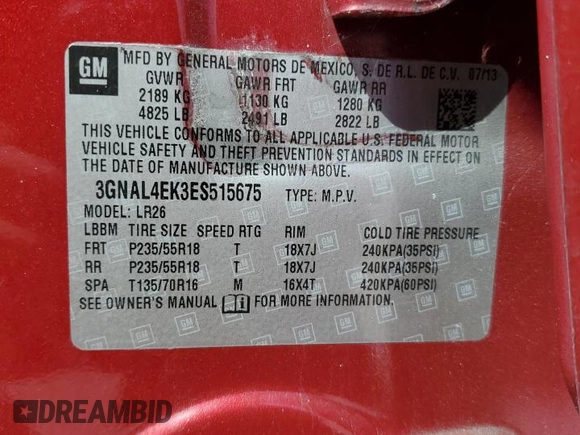 GM
MFD BY GENERAL MOTORS DE MEXICO, S. DE R.L. DE C.V. 07/13
GVWR GAWR FRT GAWR RR
2189 KG 1130 KG 1280 KG
4825 LB 2491 LB 2822 LB
THIS VEHICLE CONFORMS TO ALL APPLICABLE U.S. FEDERAL MOTOR
VEHICLE SAFETY AND THEFT PREVENTION STANDARDS IN EFFECT ON
THE DATE OF MANUFACTURE SHOWN ABOVE.
3GNAL4EK3ES515675 TYPE: M.P.V.
MODEL: LR26
LBBM TIRE SIZE SPEED RTG RIM COLD TIRE PRESSURE
FRT P235/55R18 T 18X7J 240KPA(35PSI)
RR P235/55R18 T 18X7J 240KPA(35PSI)
SPA T135/70R16 M 16X4T 420KPA(60PSI)
SEE OWNER'S MANUAL FOR MORE INFORMATION.
DREAMBID